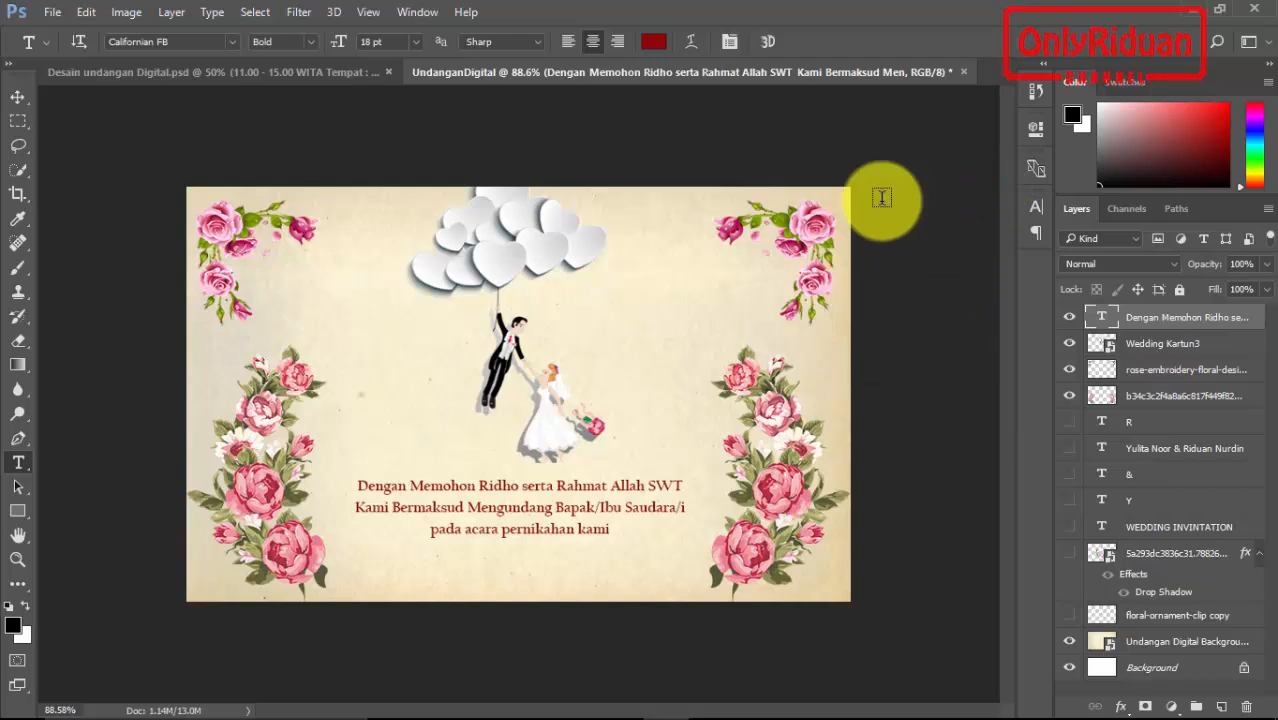 Ps File Edit Image Layer Type Select Filter 3D View Window Help
OnlyRiduan
CHANNEL
T Californian FB Bold 18 pt Sharp 3D
Desain undangan Digital.psd @ 50% (11.00 - 15.00 WITA Tempat : ... ×
UndanganDigital @ 88.6% (Dengan Memohon Ridho serta Rahmat Allah SWT Kami Bermaksud Men, RGB/8) * ×
Color Swatches
Layers Channels Paths
Kind
Normal Opacity: 100%
Lock: Fill: 100%
Dengan Memohon Ridho se...
Wedding Kartun3
rose-embroidery-floral-desi...
b34c3c2f4a8a6c817f449f82...
R
Yulita Noor & Riduan Nurdin
&
Y
WEDDING INVINTATION
5a293dc3836c31.78826... fx
Effects
Drop Shadow
floral-ornament-clip copy
Undangan Digital Backgrou...
Background
Dengan Memohon Ridho serta Rahmat Allah SWT
Kami Bermaksud Mengundang Bapak/Ibu Saudara/i
pada acara pernikahan kami
88.58% Doc: 1.14M/13.0M